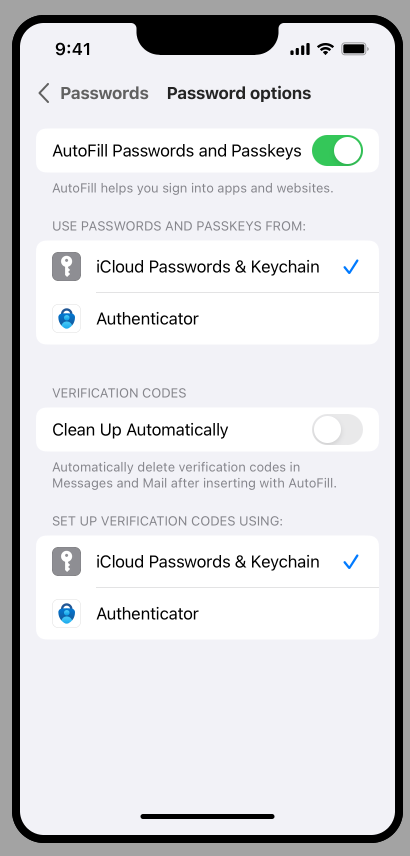 9:41
Passwords Password options
AutoFill Passwords and Passkeys
AutoFill helps you sign into apps and websites.
USE PASSWORDS AND PASSKEYS FROM:
iCloud Passwords & Keychain
Authenticator
VERIFICATION CODES
Clean Up Automatically
Automatically delete verification codes in
Messages and Mail after inserting with AutoFill.
SET UP VERIFICATION CODES USING:
iCloud Passwords & Keychain
Authenticator